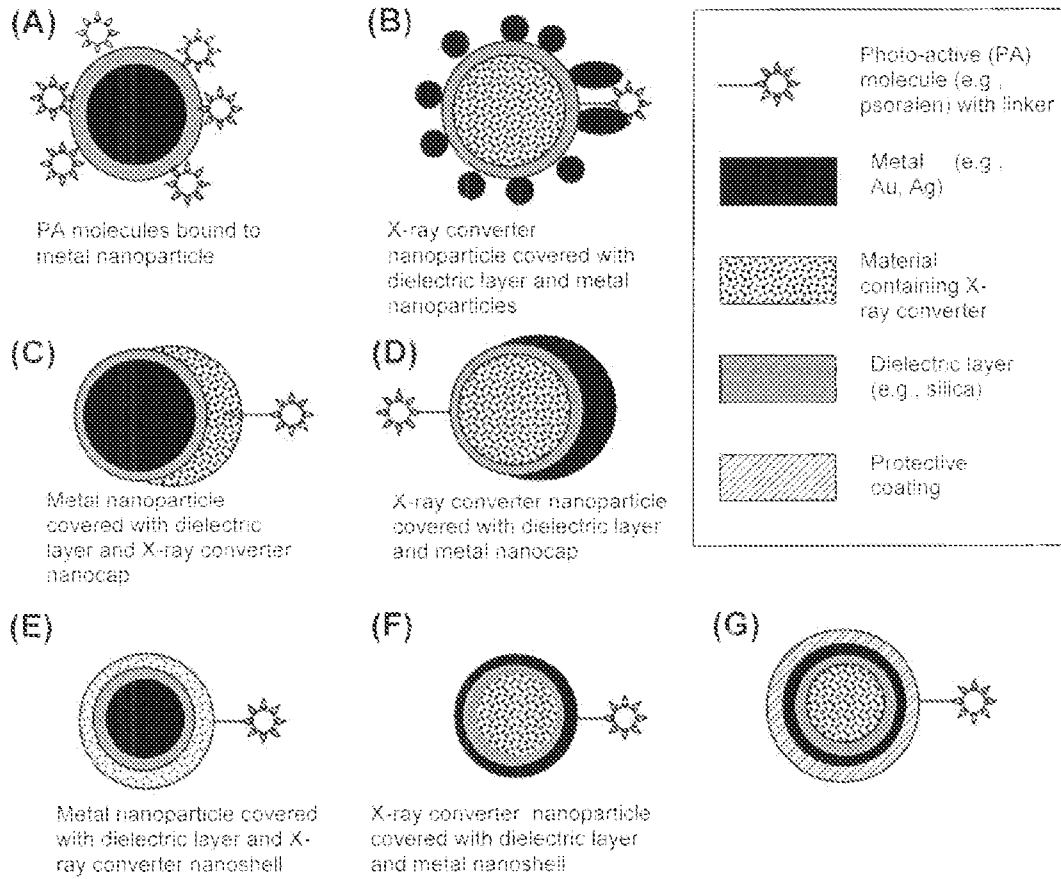 (A)
PA molecules bound to
metal nanoparticle
(B)
X-ray converter
nanoparticle covered with
dielectric layer and metal
nanoparticles
Photo-active (PA)
molecule (e.g.,
psoralen) with linker
Metal (e.g.,
Au, Ag)
Material
containing X-
ray converter
Dielectric layer
(e.g., silica)
Protective
coating
(C)
Metal nanoparticle
covered with dielectric
layer and X-ray converter
nanocap
(D)
X-ray converter nanoparticle
covered with dielectric layer
and metal nanocap
(E)
Metal nanoparticle covered
with dielectric layer and X-
ray converter nanoshell
(F)
X-ray converter nanoparticle
covered with dielectric layer
and metal nanoshell
(G)